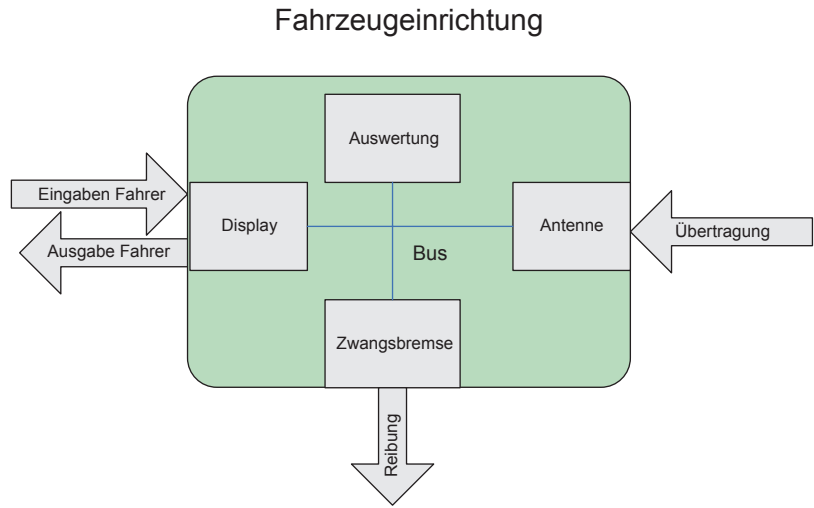 Fahrzeugeinrichtung
Auswertung
Eingaben Fahrer
Display
Antenne
Übertragung
Ausgabe Fahrer
Bus
Zwangsbremse
Reibung